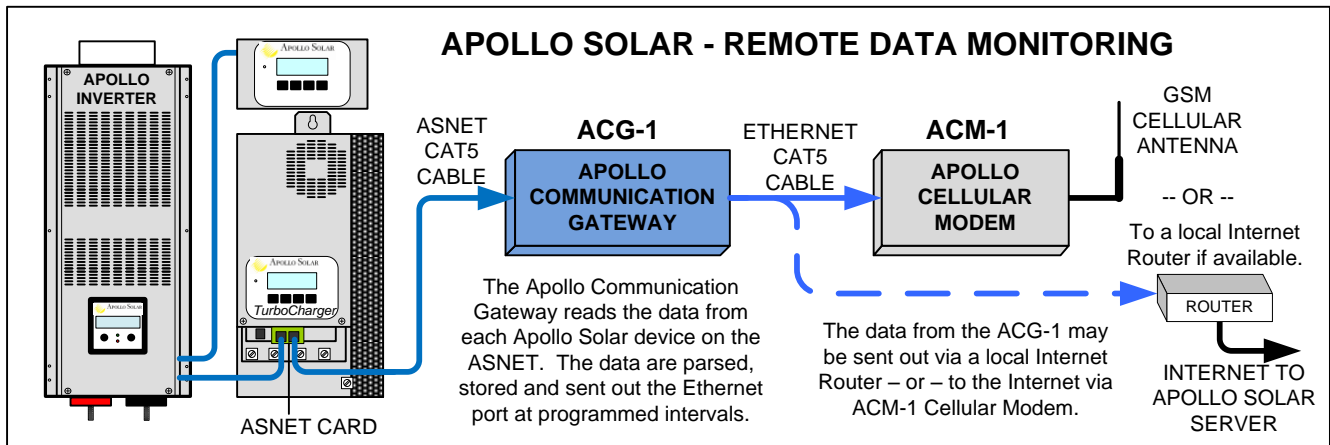 APOLLO SOLAR - REMOTE DATA MONITORING
APOLLO
INVERTER
APOLLO SOLAR
APOLLO SOLAR
APOLLO SOLAR
TurboCharger
ASNET CARD
ASNET
CAT5
CABLE
ACG-1
APOLLO
COMMUNICATION
GATEWAY
The Apollo Communication
Gateway reads the data from
each Apollo Solar device on the
ASNET. The data are parsed,
stored and sent out the Ethernet
port at programmed intervals.
ETHERNET
CAT5
CABLE
ACM-1
APOLLO
CELLULAR
MODEM
The data from the ACG-1 may
be sent out via a local Internet
Router – or – to the Internet via
ACM-1 Cellular Modem.
GSM
CELLULAR
ANTENNA
-- OR --
To a local Internet
Router if available.
ROUTER
INTERNET TO
APOLLO SOLAR
SERVER